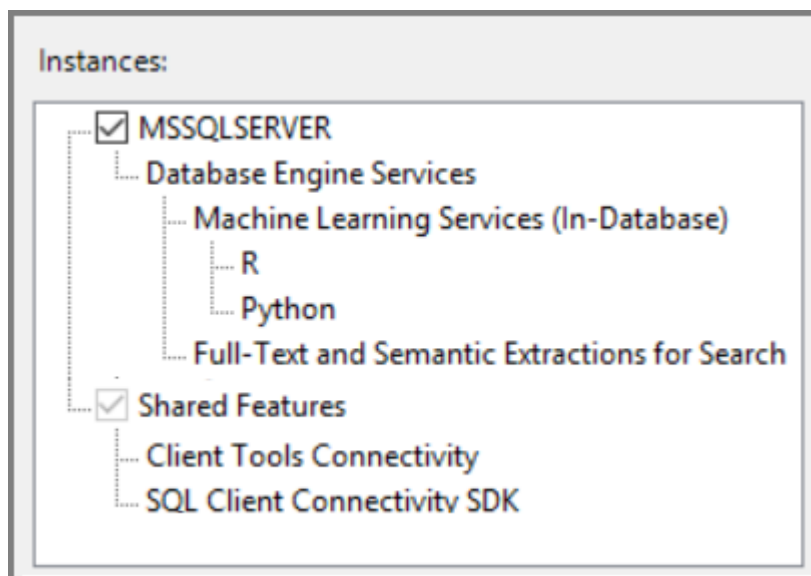 Instances:
MSSQLSERVER
Database Engine Services
Machine Learning Services (In-Database)
R
Python
Full-Text and Semantic Extractions for Search
Shared Features
Client Tools Connectivity
SQL Client Connectivity SDK